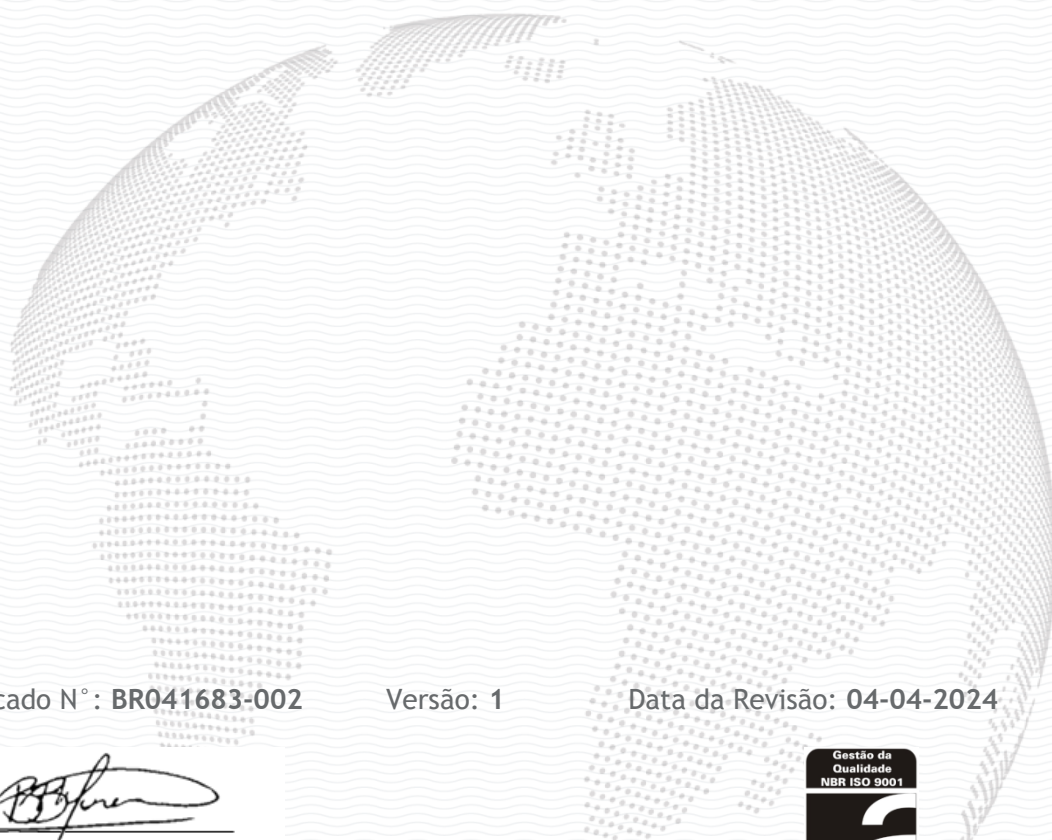 cado N°: BR041683-002 Versão: 1 Data da Revisão: 04-04-2024
Gestão da
Qualidade
NBR ISO 9001